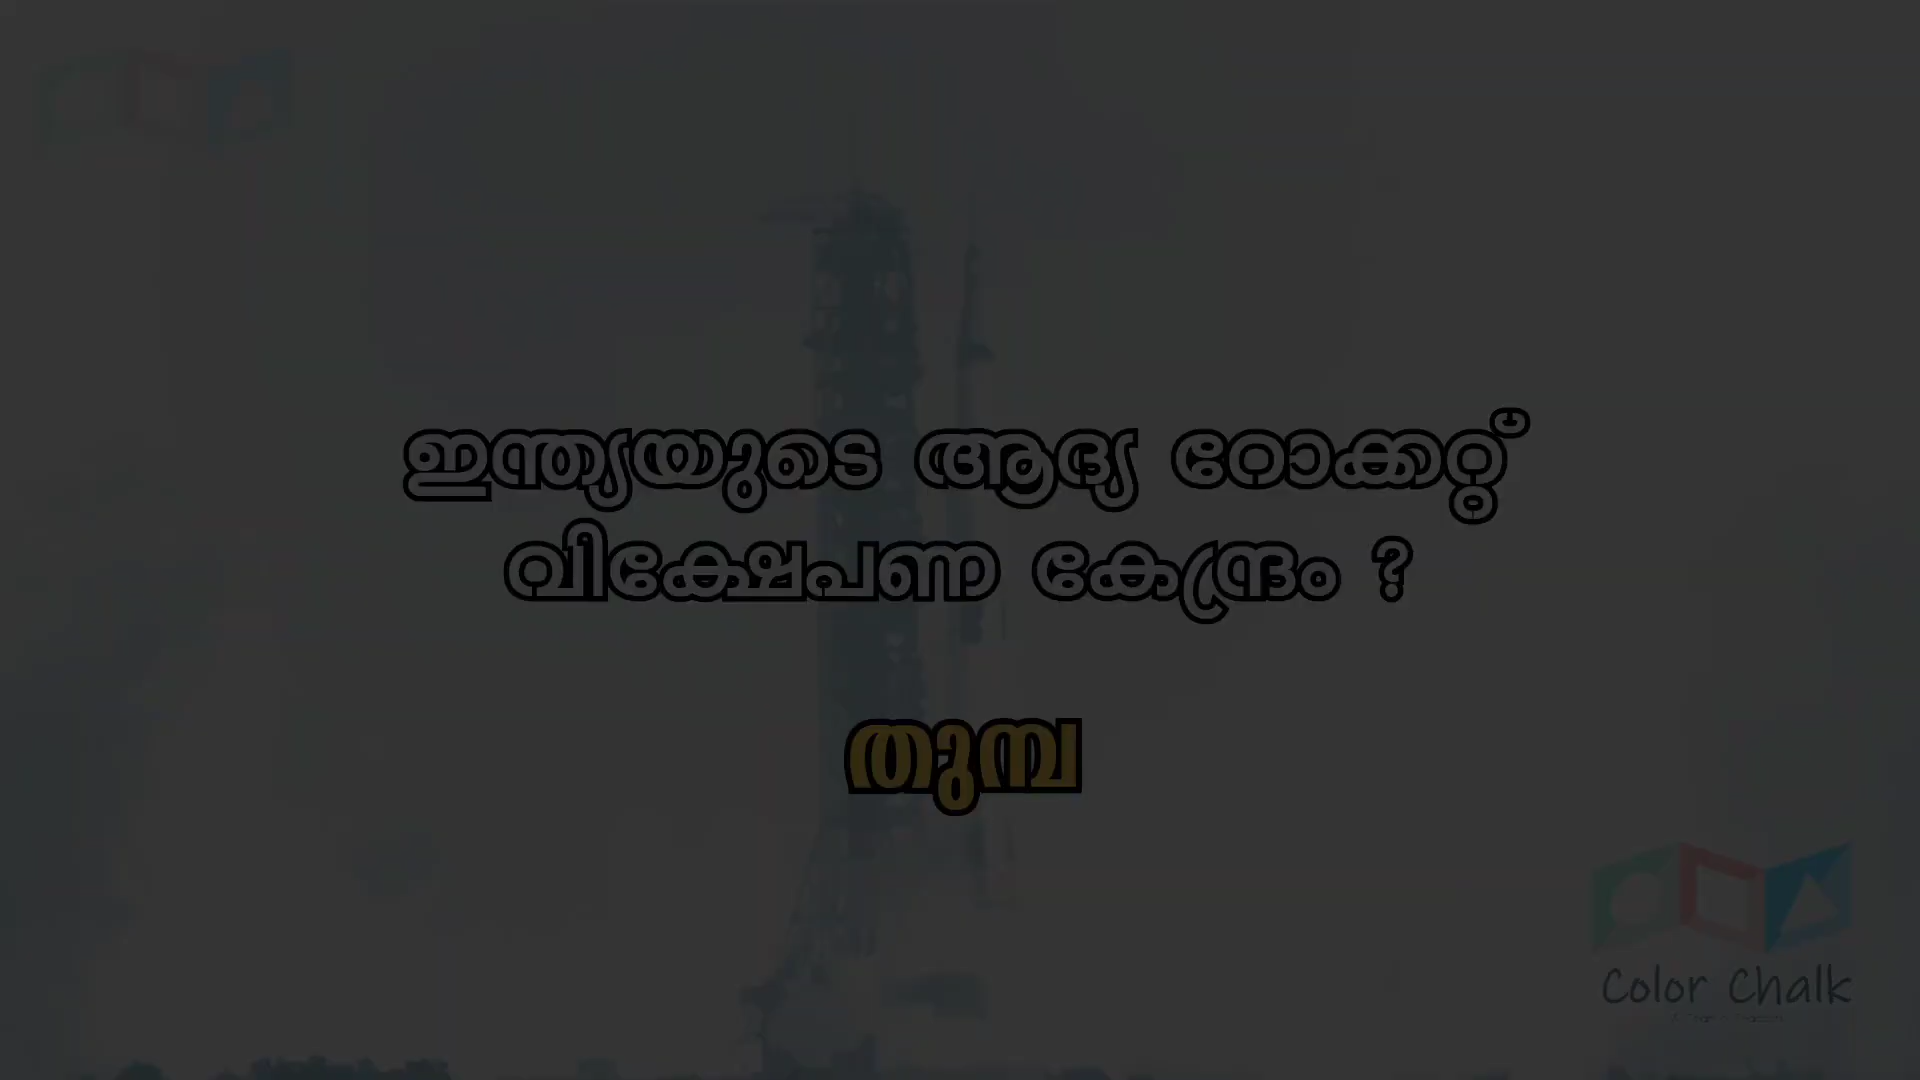 ഇന്ത്യയുടെ ആദ്യ റോക്കറ്റ്
വിക്ഷേപണ കേന്ദ്രം ?
തുമ്പ
Color Chalk